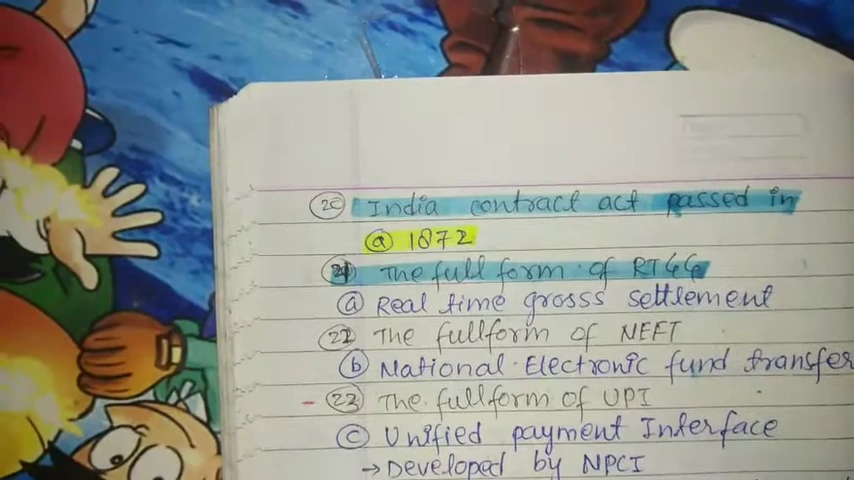 20 India contract act passed in
a 1872
21 The full form of RTGS
a Real time grosss settlement
22 The fullform of NEFT
b National Electronic fund transfer
23 The fullform of UPI
c Unified payment Interface
→ Developed by NPCI